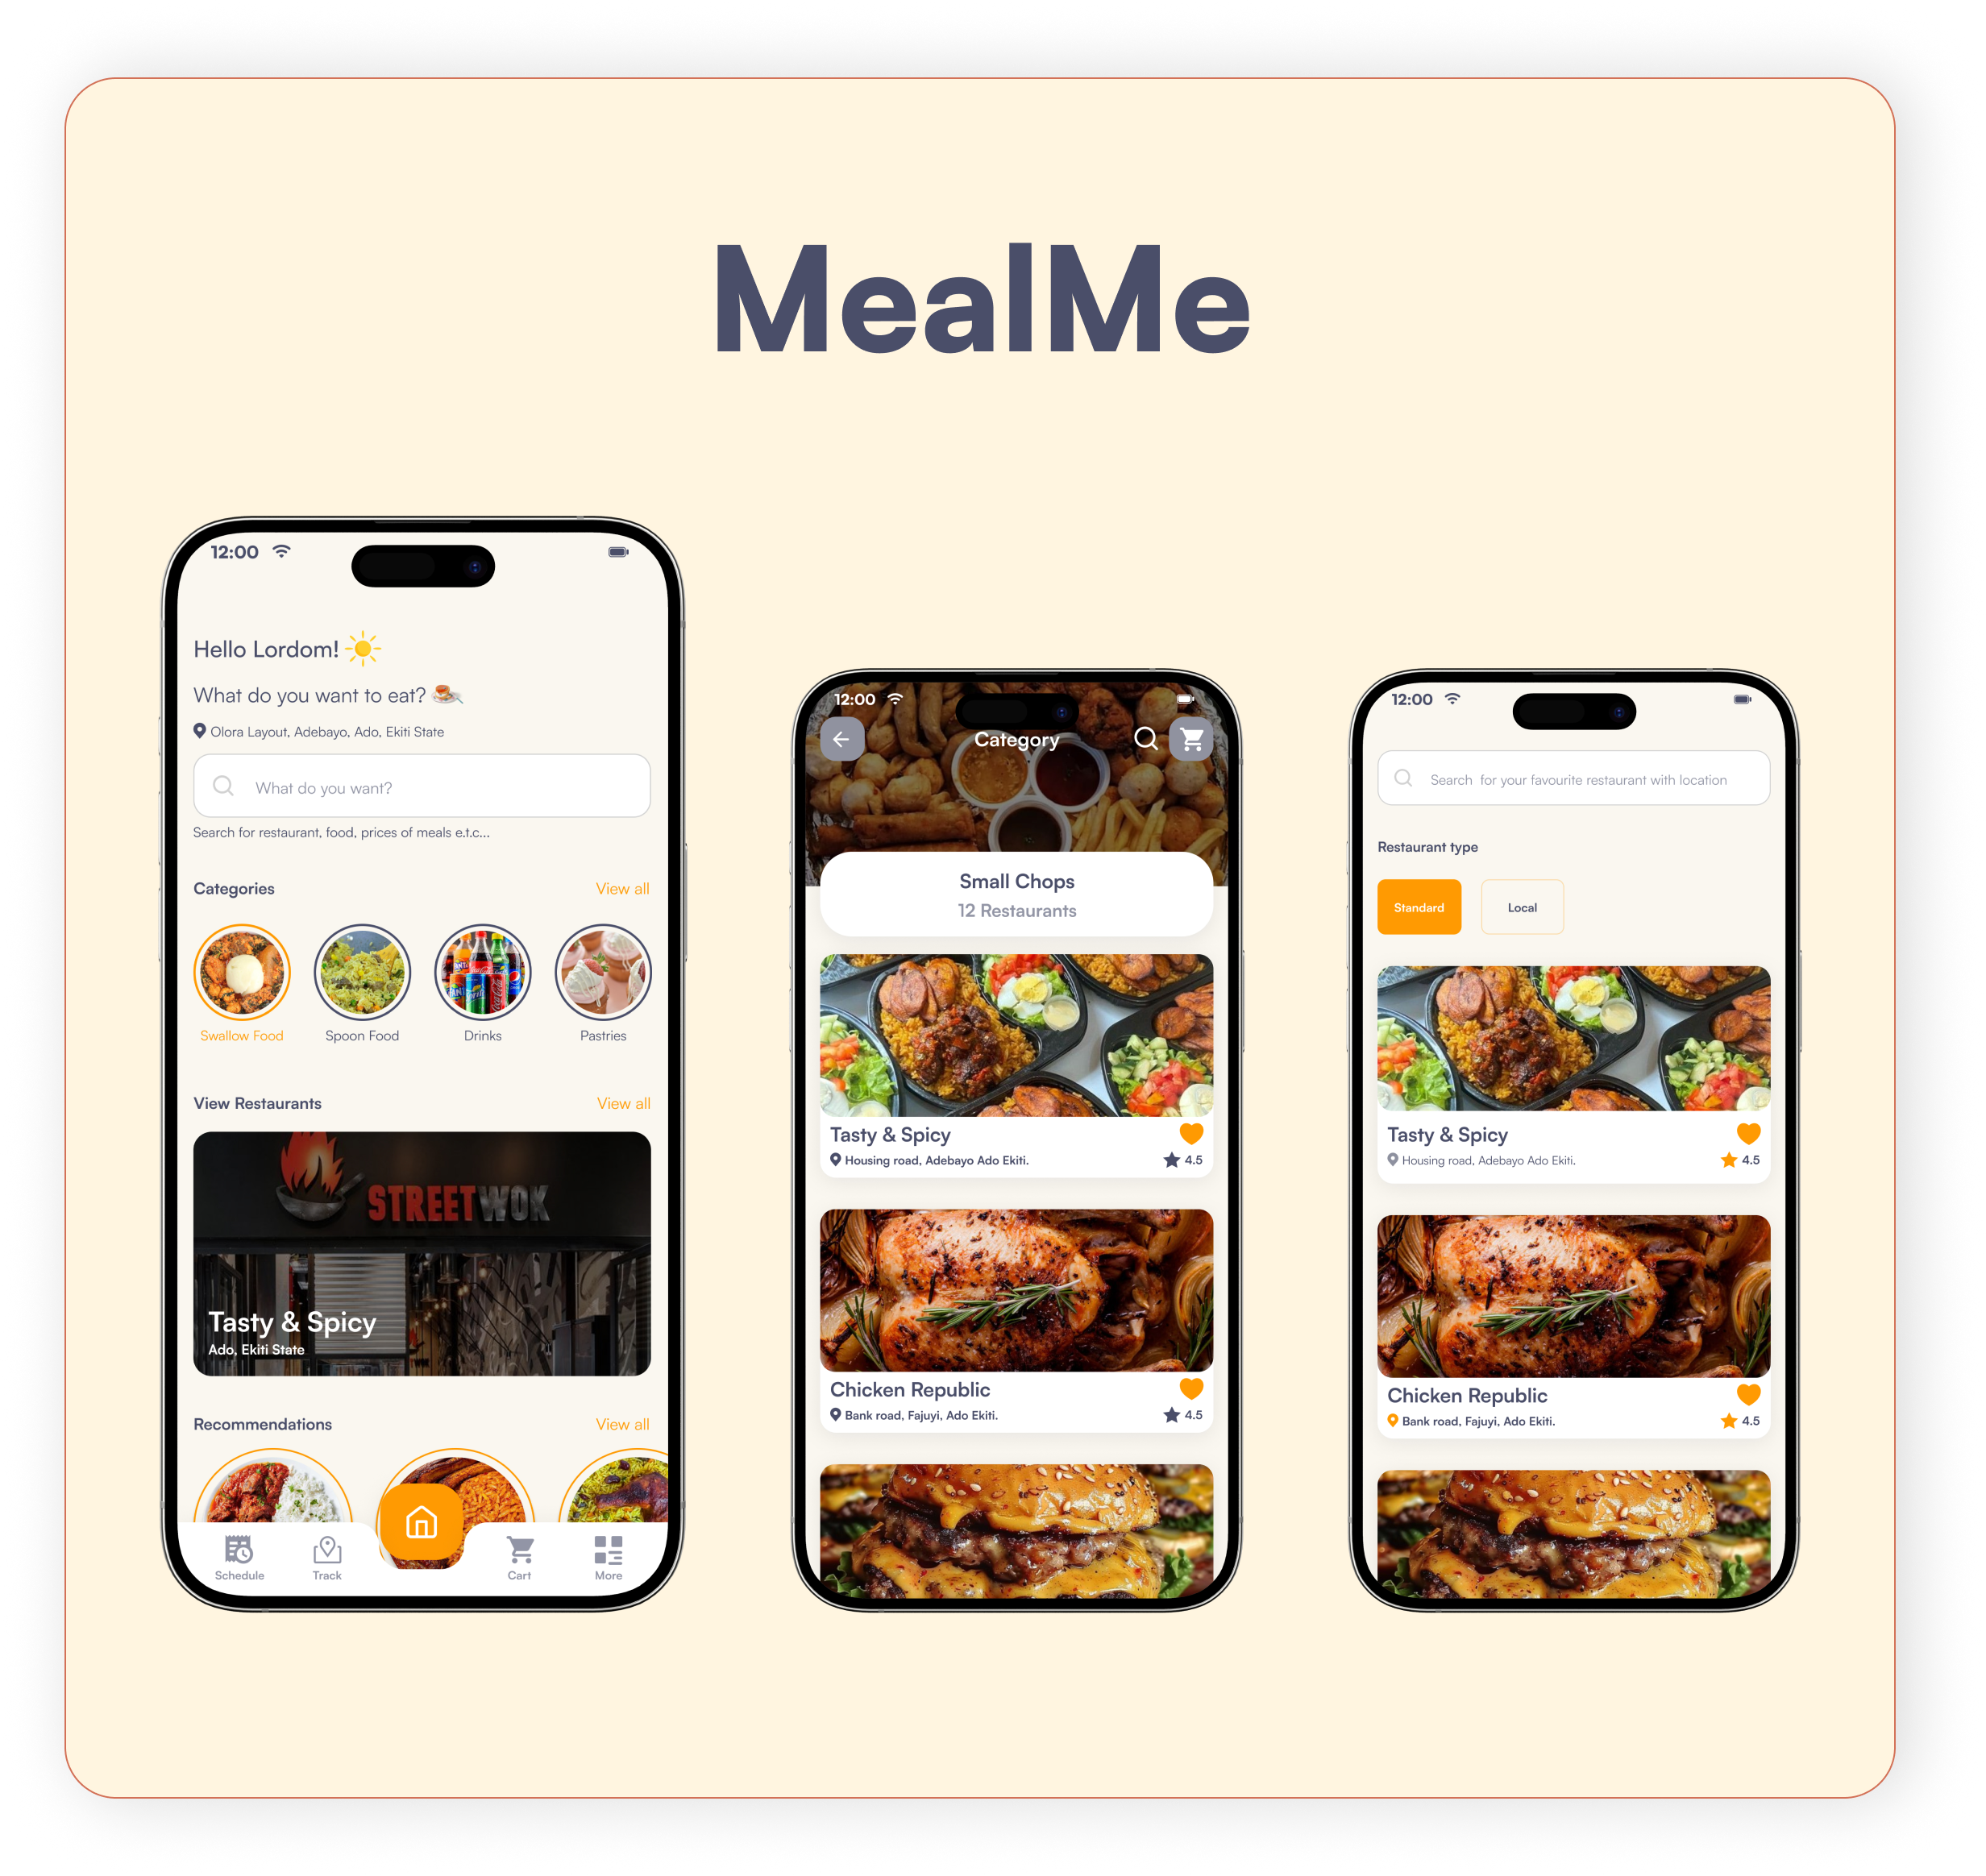 MealMe
12:00
Hello Lordom!
What do you want to eat?
Olora Layout, Adebayo, Ado, Ekiti State
What do you want?
Search for restaurant, food, prices of meals e.t.c...
Categories
View all
Swallow Food
Spoon Food
Drinks
Pastries
View Restaurants
View all
STREETWOK
Tasty & Spicy
Ado, Ekiti State
Recommendations
View all
Schedule
Track
Cart
More
12:00
Category
Small Chops
12 Restaurants
Tasty & Spicy
Housing road, Adebayo Ado Ekiti.
4.5
Chicken Republic
Bank road, Fajuyi, Ado Ekiti.
4.5
12:00
Search for your favourite restaurant with location
Restaurant type
Standard
Local
Tasty & Spicy
Housing road, Adebayo Ado Ekiti.
4.5
Chicken Republic
Bank road, Fajuyi, Ado Ekiti.
4.5